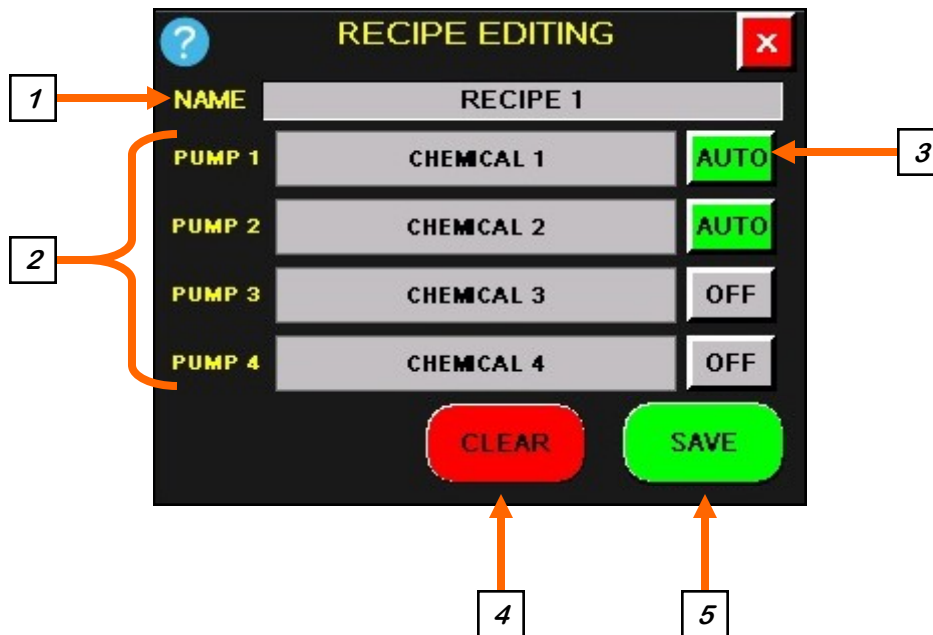 ? RECIPE EDITING X
1 NAME RECIPE 1
PUMP 1 CHEMICAL 1 AUTO 3
PUMP 2 CHEMICAL 2 AUTO
2
PUMP 3 CHEMICAL 3 OFF
PUMP 4 CHEMICAL 4 OFF
CLEAR SAVE
4 5